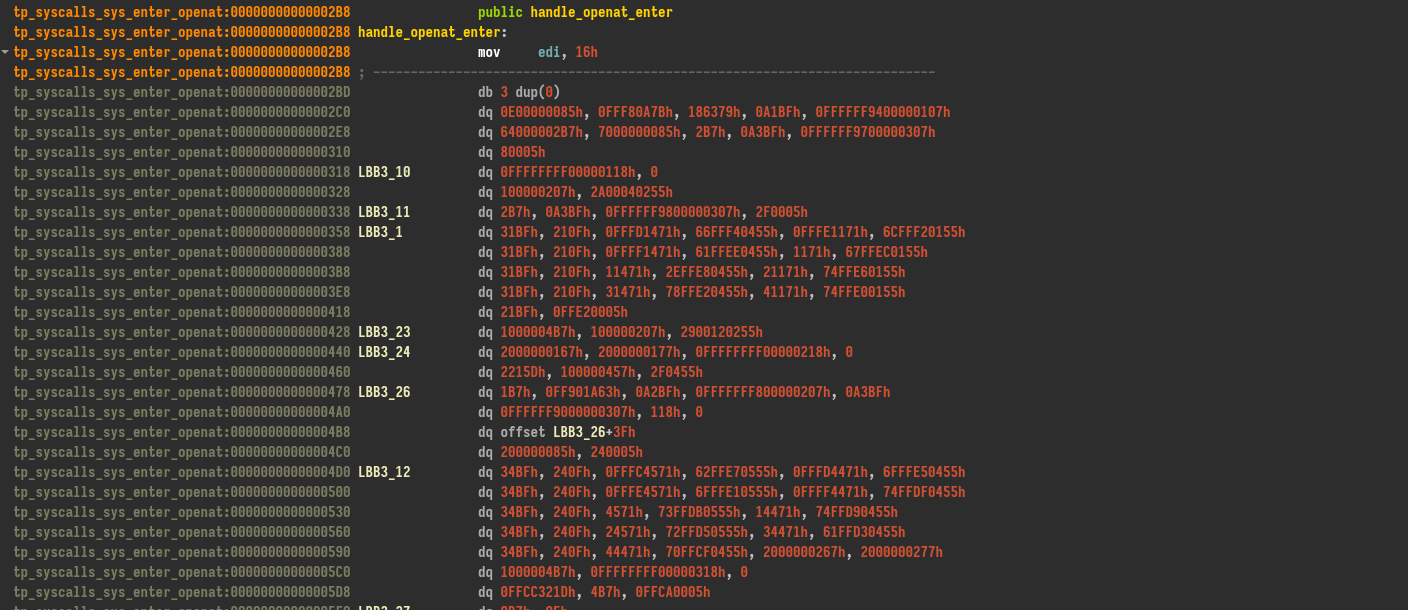 tp_syscalls_sys_enter_openat:00000000000002B8 public handle_openat_enter
tp_syscalls_sys_enter_openat:00000000000002B8 handle_openat_enter:
tp_syscalls_sys_enter_openat:00000000000002B8 mov edi, 16h
tp_syscalls_sys_enter_openat:00000000000002B8 ; ---------------------------------------------------------------------------
tp_syscalls_sys_enter_openat:00000000000002BD db 3 dup(0)
tp_syscalls_sys_enter_openat:00000000000002C0 dq 0E00000085h, 0FFF80A7Bh, 186379h, 0A1BFh, 0FFFFFF9400000107h
tp_syscalls_sys_enter_openat:00000000000002E8 dq 64000002B7h, 7000000085h, 2B7h, 0A3BFh, 0FFFFFF9700000307h
tp_syscalls_sys_enter_openat:0000000000000310 dq 80005h
tp_syscalls_sys_enter_openat:0000000000000318 LBB3_10 dq 0FFFFFFFF00000118h, 0
tp_syscalls_sys_enter_openat:0000000000000328 dq 100000207h, 2A00040255h
tp_syscalls_sys_enter_openat:0000000000000338 LBB3_11 dq 2B7h, 0A3BFh, 0FFFFFF9800000307h, 2F0005h
tp_syscalls_sys_enter_openat:0000000000000358 LBB3_1 dq 31BFh, 210Fh, 0FFFD1471h, 66FFF40455h, 0FFFE1171h, 6CFFF20155h
tp_syscalls_sys_enter_openat:0000000000000388 dq 31BFh, 210Fh, 0FFFF1471h, 61FFEE0455h, 1171h, 67FFEC0155h
tp_syscalls_sys_enter_openat:00000000000003B8 dq 31BFh, 210Fh, 11471h, 2EFFE80455h, 21171h, 74FFE60155h
tp_syscalls_sys_enter_openat:00000000000003E8 dq 31BFh, 210Fh, 31471h, 78FFE20455h, 41171h, 74FFE00155h
tp_syscalls_sys_enter_openat:0000000000000418 dq 21BFh, 0FFE20005h
tp_syscalls_sys_enter_openat:0000000000000428 LBB3_23 dq 1000004B7h, 100000207h, 2900120255h
tp_syscalls_sys_enter_openat:0000000000000440 LBB3_24 dq 2000000167h, 2000000177h, 0FFFFFFFF00000218h, 0
tp_syscalls_sys_enter_openat:0000000000000460 dq 2215Dh, 100000457h, 2F0455h
tp_syscalls_sys_enter_openat:0000000000000478 LBB3_26 dq 1B7h, 0FF901A63h, 0A2BFh, 0FFFFFFF800000207h, 0A3BFh
tp_syscalls_sys_enter_openat:00000000000004A0 dq 0FFFFFF9000000307h, 118h, 0
tp_syscalls_sys_enter_openat:00000000000004B8 dq offset LBB3_26+3Fh
tp_syscalls_sys_enter_openat:00000000000004C0 dq 200000085h, 240005h
tp_syscalls_sys_enter_openat:00000000000004D0 LBB3_12 dq 34BFh, 240Fh, 0FFFC4571h, 62FFE70555h, 0FFFD4471h, 6FFFE50455h
tp_syscalls_sys_enter_openat:0000000000000500 dq 34BFh, 240Fh, 0FFFE4571h, 6FFFE10555h, 0FFFF4471h, 74FFDF0455h
tp_syscalls_sys_enter_openat:0000000000000530 dq 34BFh, 240Fh, 4571h, 73FFDB0555h, 14471h, 74FFD90455h
tp_syscalls_sys_enter_openat:0000000000000560 dq 34BFh, 240Fh, 24571h, 72FFD50555h, 34471h, 61FFD30455h
tp_syscalls_sys_enter_openat:0000000000000590 dq 34BFh, 240Fh, 44471h, 70FFCF0455h, 2000000267h, 2000000277h
tp_syscalls_sys_enter_openat:00000000000005C0 dq 1000004B7h, 0FFFFFFFF00000318h, 0
tp_syscalls_sys_enter_openat:00000000000005D8 dq 0FFCC321Dh, 4B7h, 0FFCA0005h